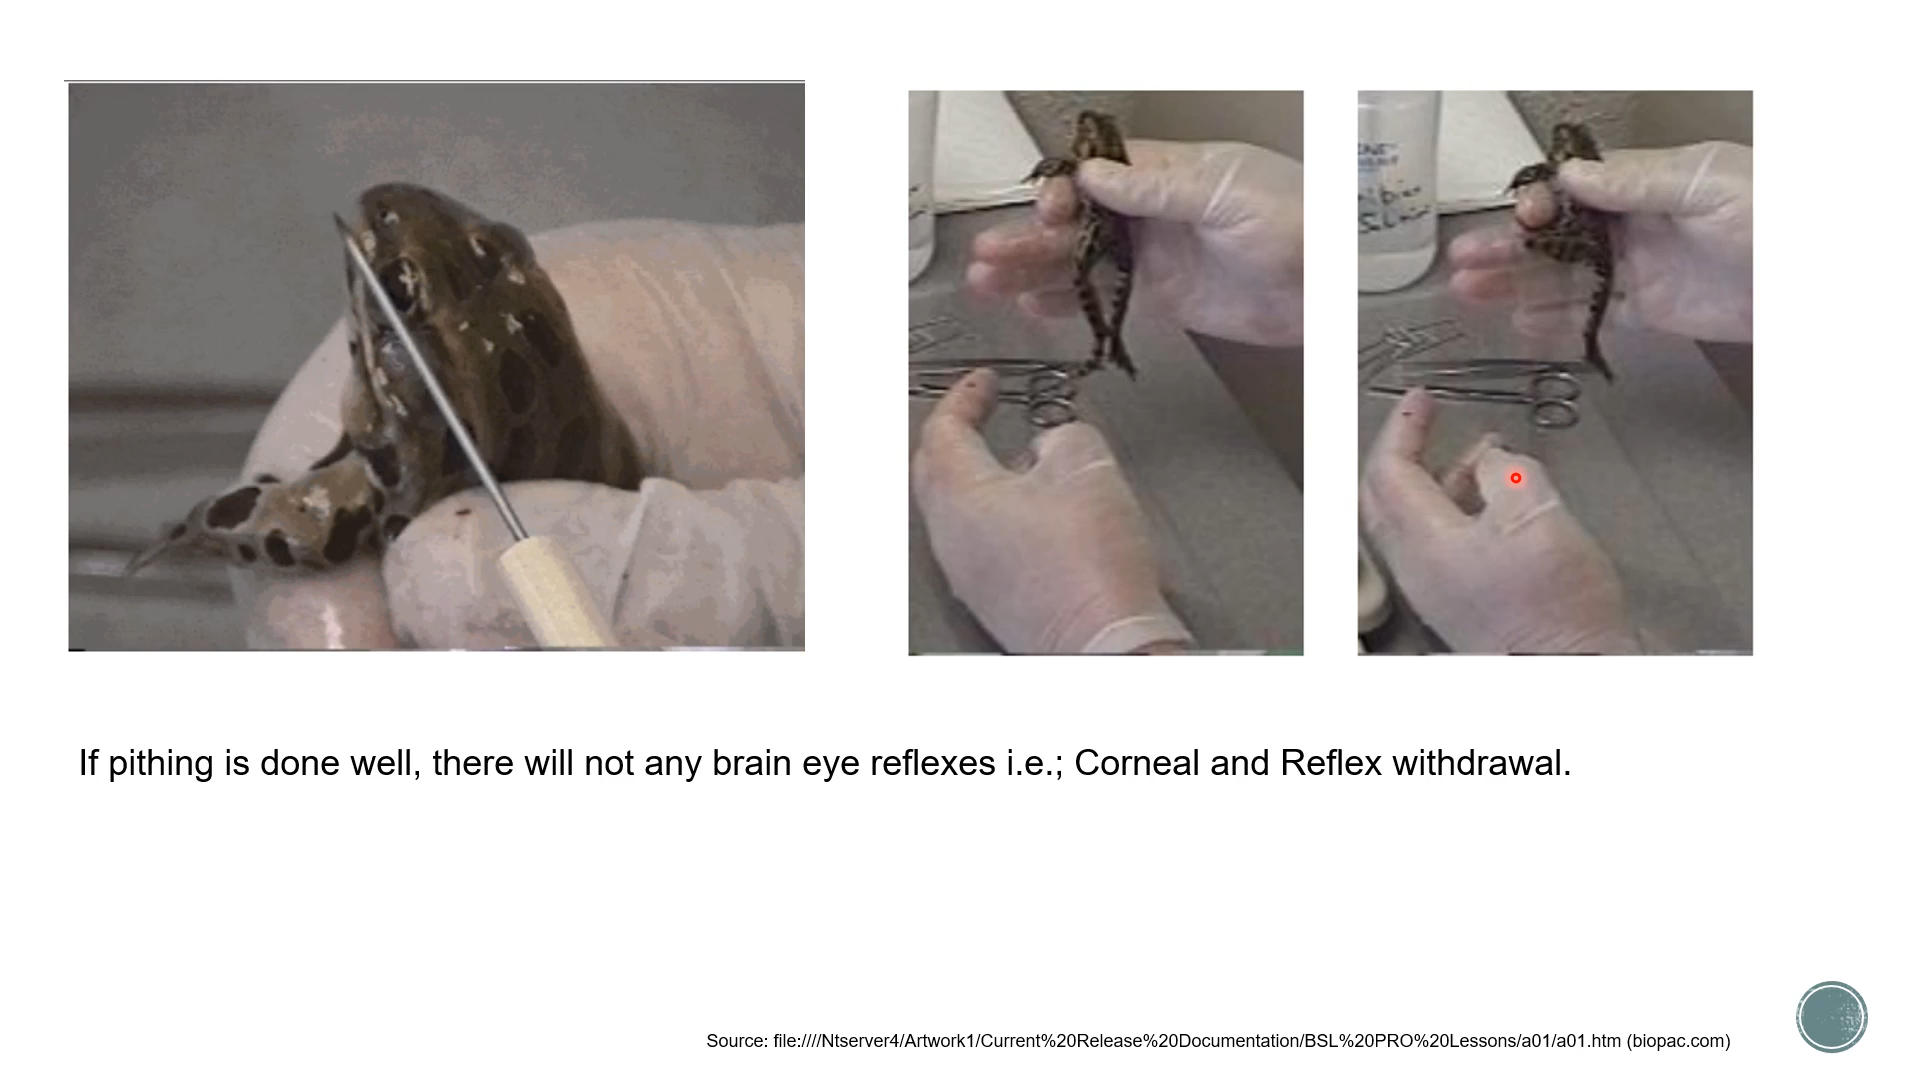 If pithing is done well, there will not any brain eye reflexes i.e.; Corneal and Reflex withdrawal.
Source: file:////Ntserver4/Artwork1/Current%20Release%20Documentation/BSL%20PRO%20Lessons/a01/a01.htm (biopac.com)